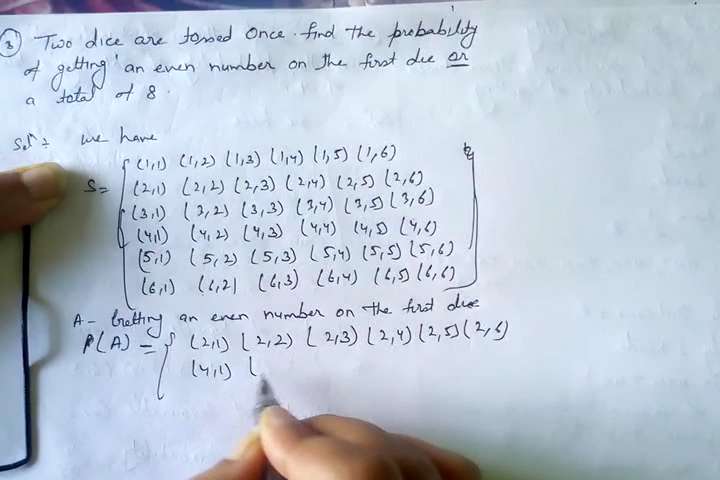 3 Two dice are tossed once. find the probability
of getting an even number on the first die or
a total of 8.
Solⁿ: we have
S= { (1,1) (1,2) (1,3) (1,4) (1,5) (1,6)
(2,1) (2,2) (2,3) (2,4) (2,5) (2,6)
(3,1) (3,2) (3,3) (3,4) (3,5) (3,6)
(4,1) (4,2) (4,3) (4,4) (4,5) (4,6)
(5,1) (5,2) (5,3) (5,4) (5,5) (5,6)
(6,1) (6,2) (6,3) (6,4) (6,5) (6,6) }
A - Getting an even number on the first die
P(A) = { (2,1) (2,2) (2,3) (2,4) (2,5) (2,6)
(4,1) (